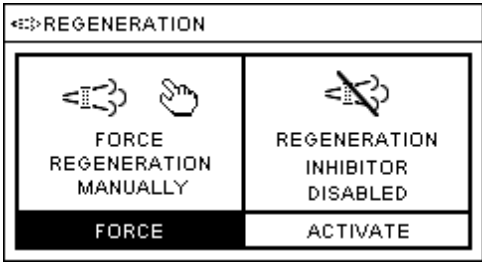 REGENERATION
FORCE
REGENERATION
MANUALLY
FORCE
REGENERATION
INHIBITOR
DISABLED
ACTIVATE